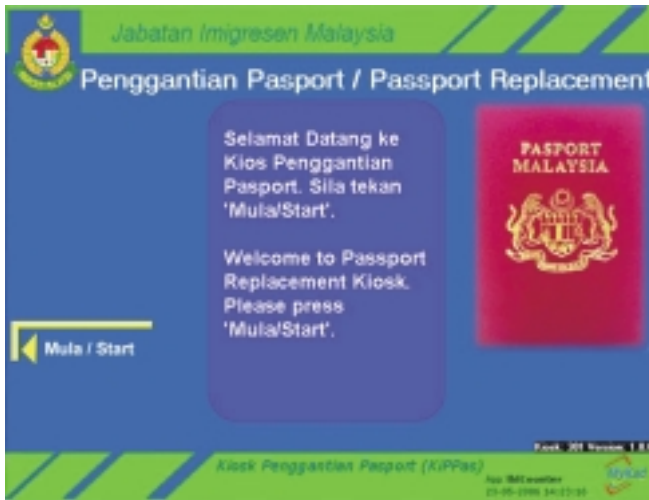 Jabatan Imigresen Malaysia
Penggantian Pasport / Passport Replacement
Selamat Datang ke
Kios Penggantian
Pasport. Sila tekan
'Mula/Start'.
Welcome to Passport
Replacement Kiosk.
Please press
'Mula/Start'.
PASPORT
MALAYSIA
Mula / Start
Kiosk Penggantian Pasport (KiPPas)
MyKad